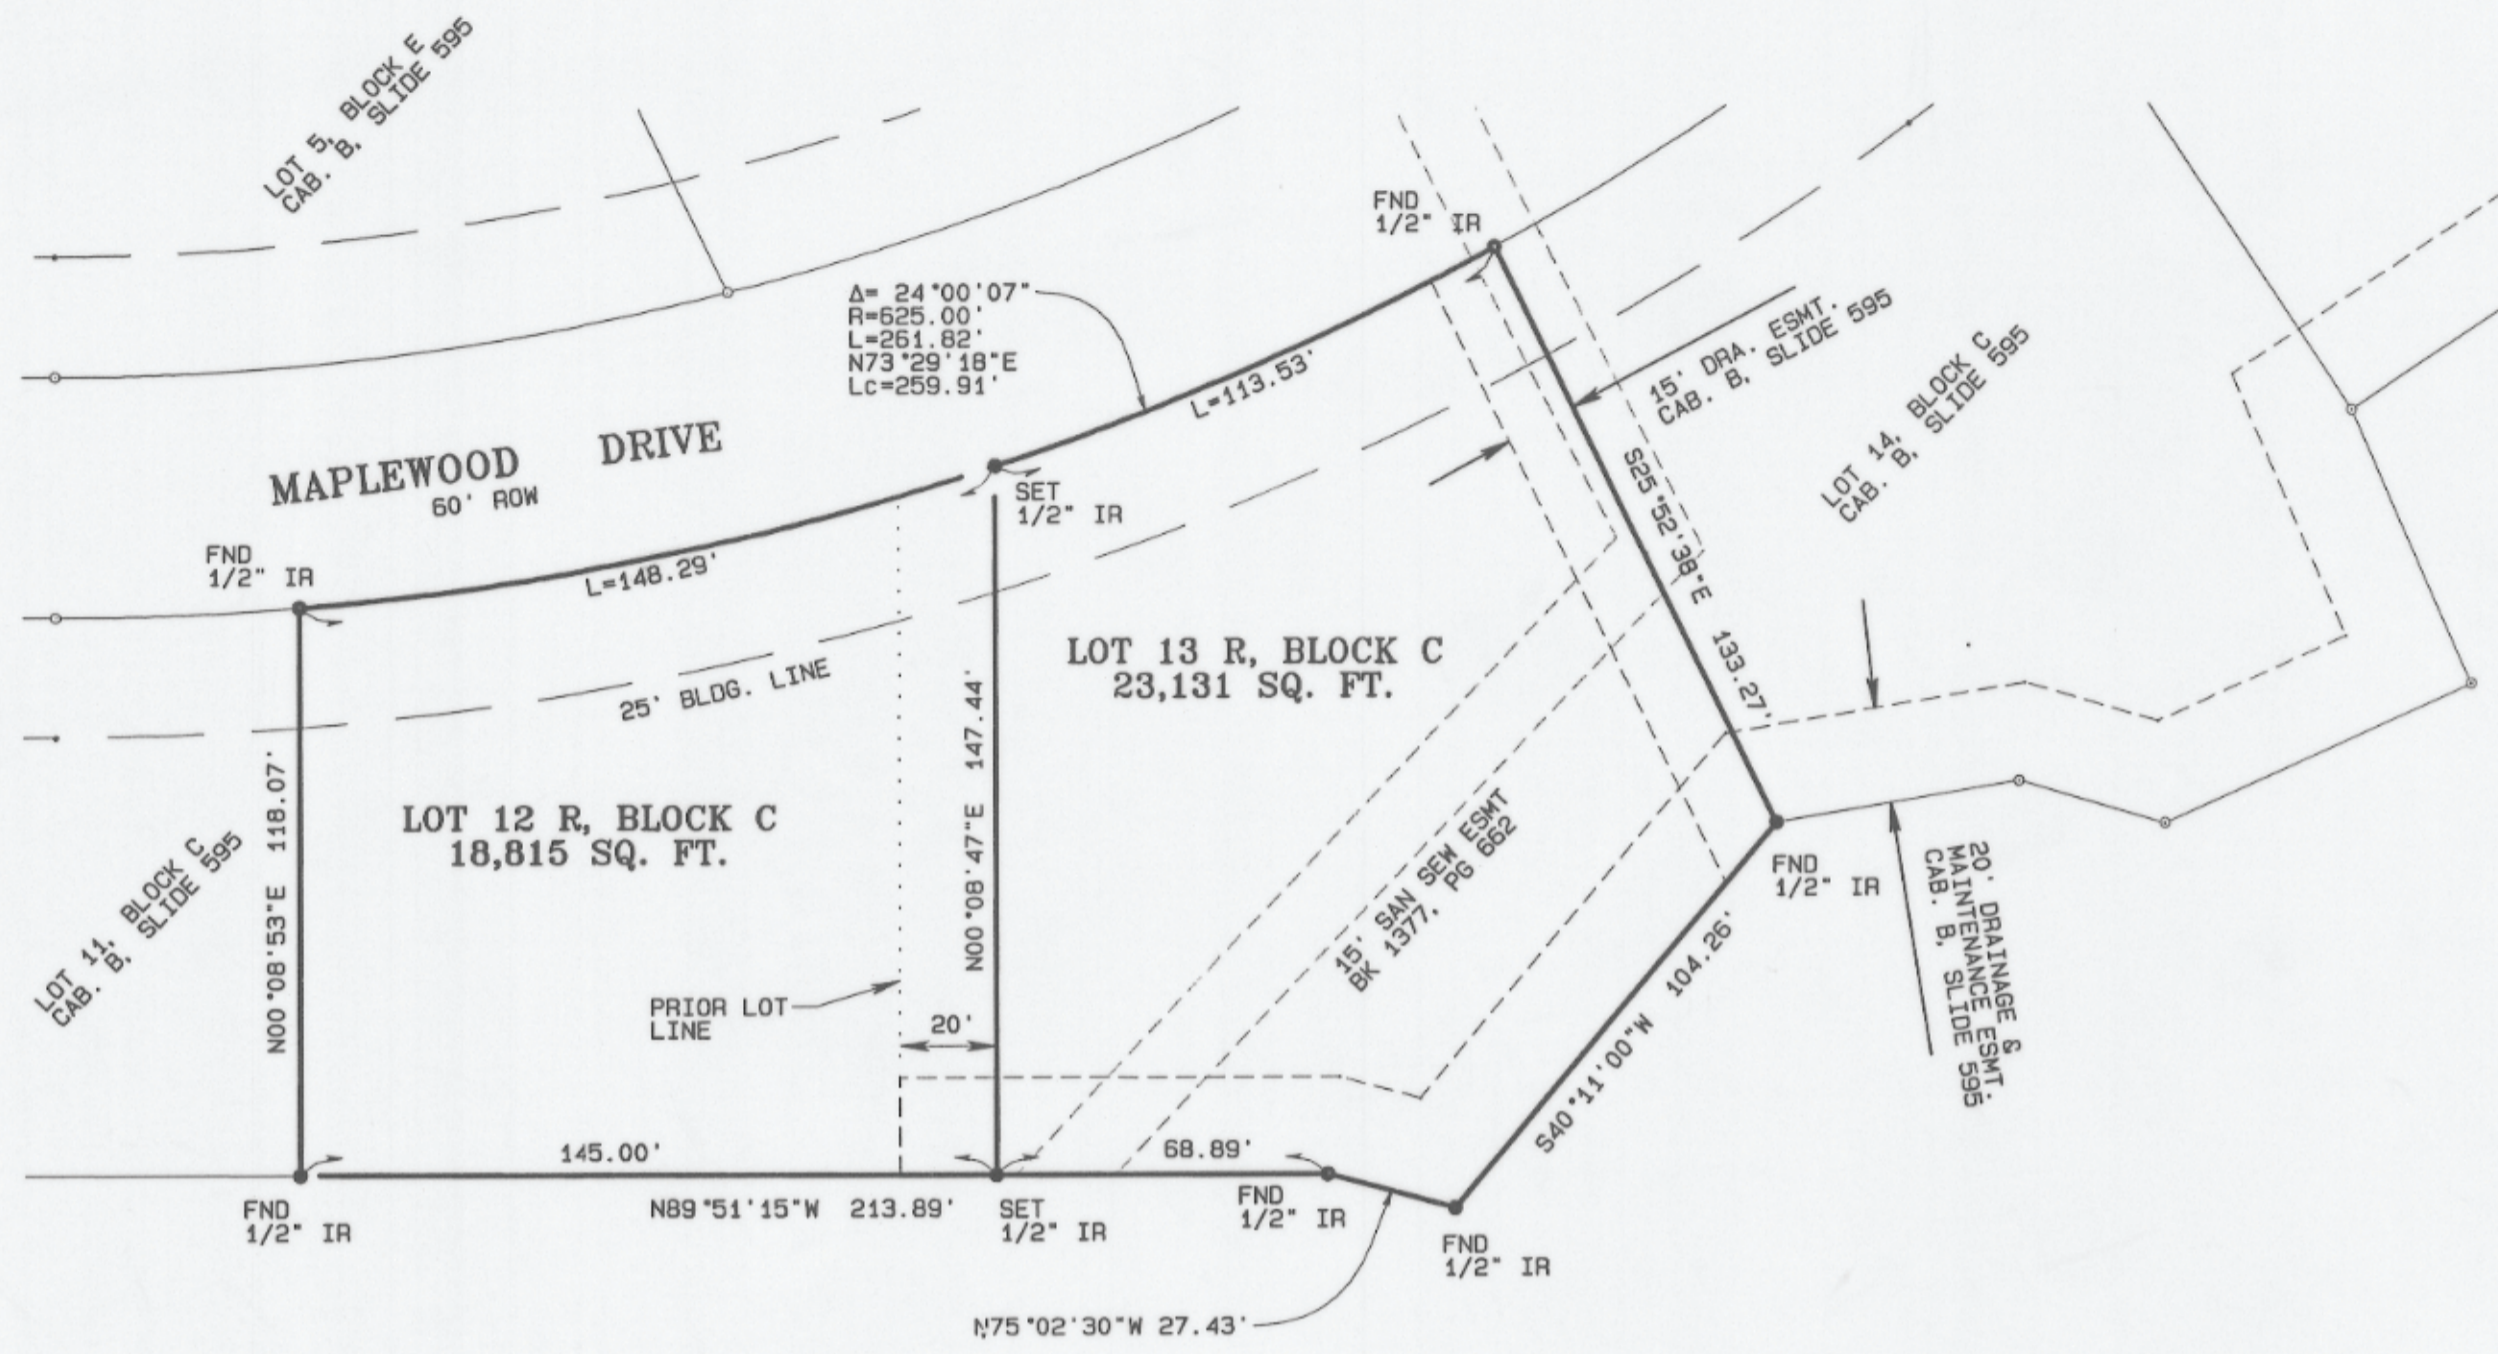 LOT 5, BLOCK E
CAB. B, SLIDE 595
FND
1/2" IR
Δ= 24°00'07"
R=625.00'
L=261.82'
N73°29'18"E
Lc=259.91'
15' DRA. ESMT.
CAB. B, SLIDE 595
L=113.53'
LOT 14, BLOCK C
CAB. B, SLIDE 595
MAPLEWOOD DRIVE
60' ROW
SET
1/2" IR
FND
1/2" IR
L=148.29'
S25°52'38"E 133.27'
25' BLDG. LINE
LOT 13 R, BLOCK C
23,131 SQ. FT.
N00°08'47"E 147.44'
N00°08'53"E 118.07'
LOT 12 R, BLOCK C
18,815 SQ. FT.
LOT 11, BLOCK C
CAB. B, SLIDE 595
15' SAN SEW ESMT
BK 1377, PG 662
FND
1/2" IR
20' DRAINAGE &
MAINTENANCE ESMT.
CAB. B, SLIDE 595
PRIOR LOT
LINE
20'
S40°11'00"W 104.26'
145.00'
68.89'
FND
1/2" IR
N89°51'15"W 213.89'
SET
1/2" IR
FND
1/2" IR
FND
1/2" IR
N75°02'30"W 27.43'